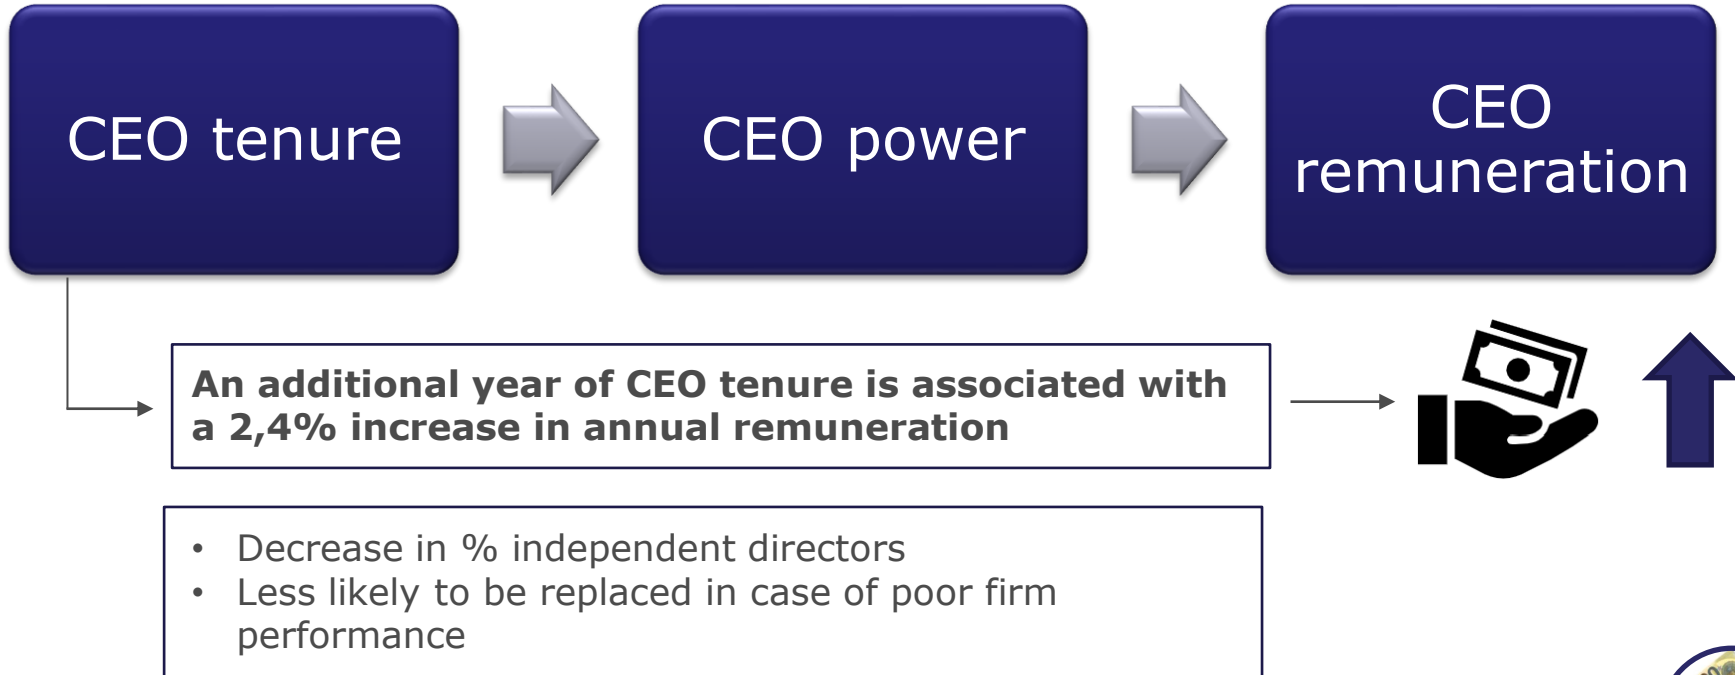 CEO tenure
CEO power
CEO
remuneration
An additional year of CEO tenure is associated with
a 2,4% increase in annual remuneration
• Decrease in % independent directors
• Less likely to be replaced in case of poor firm
performance